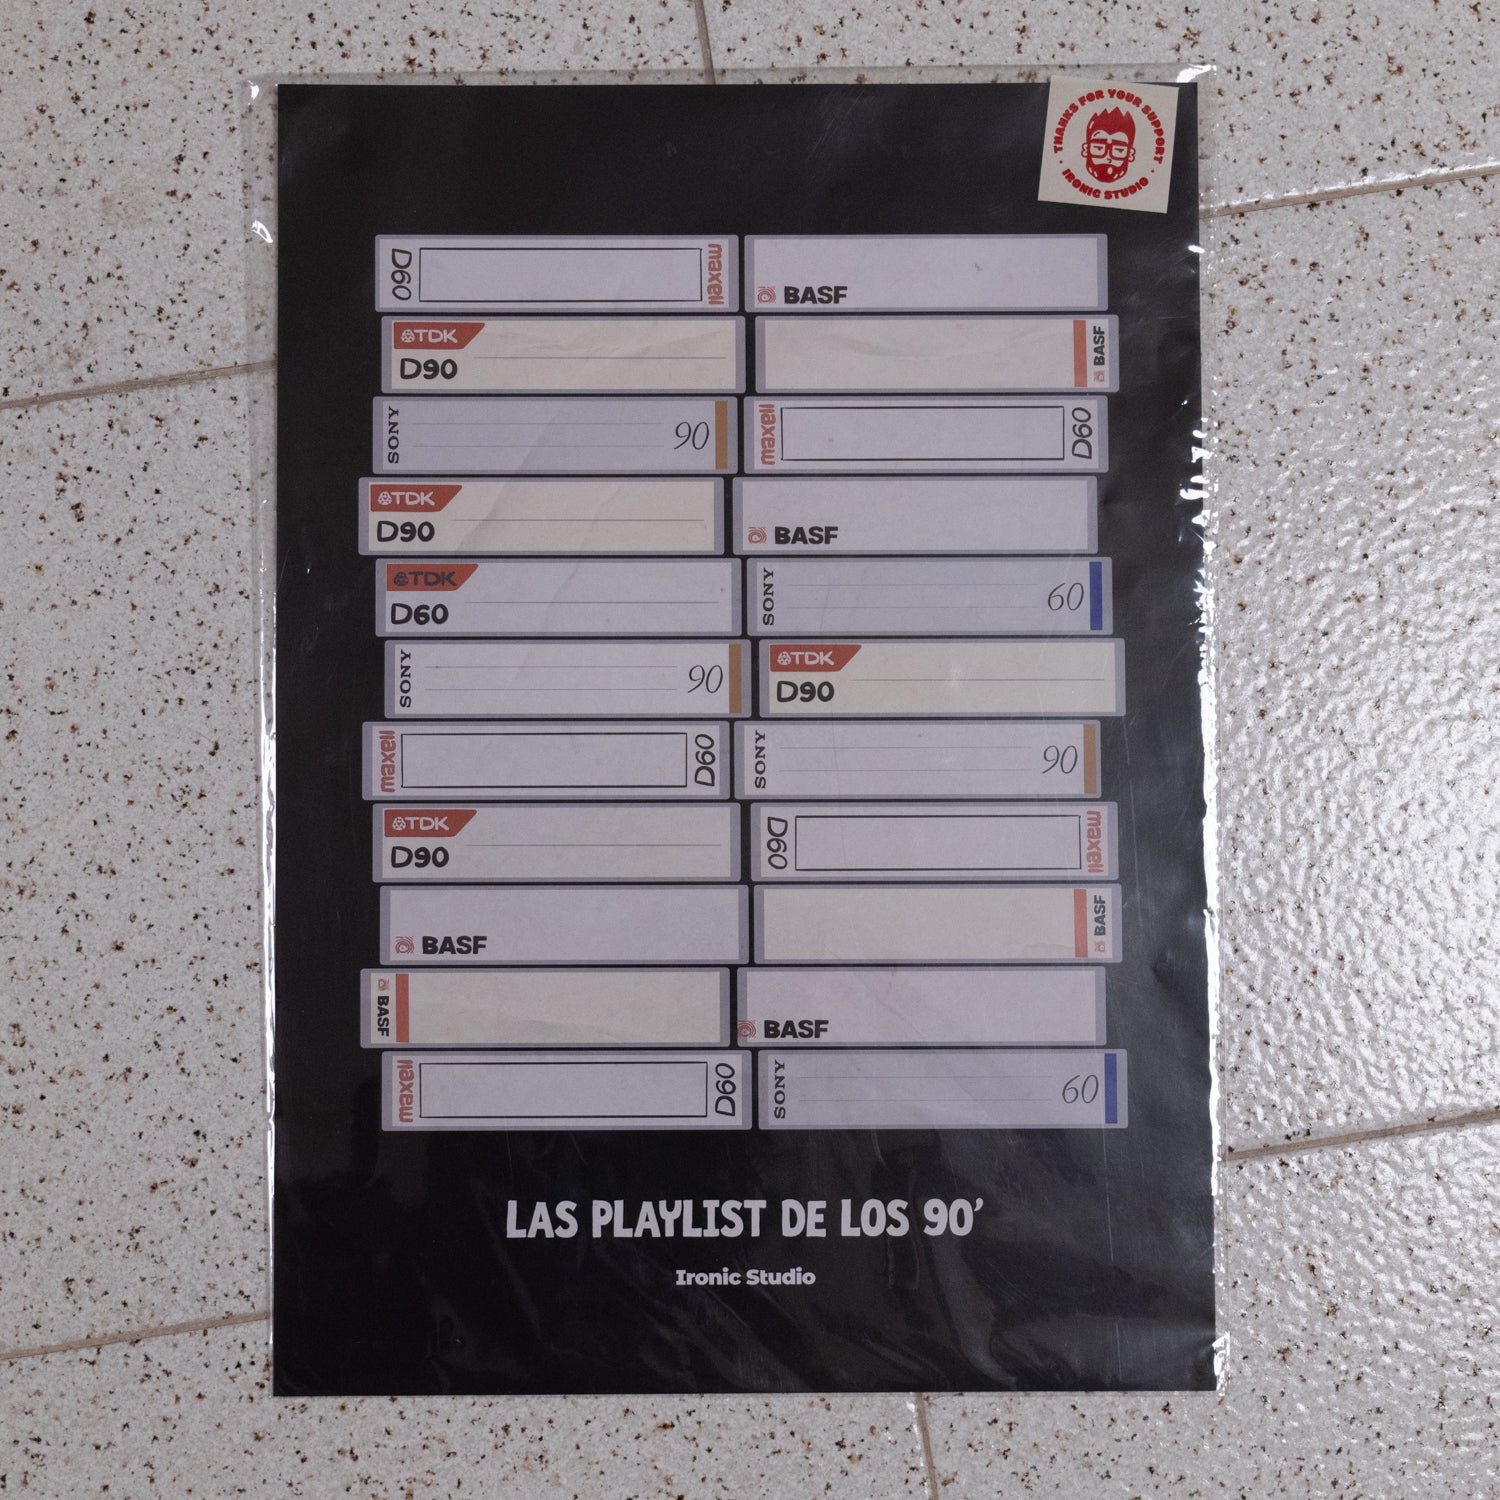 THANKS FOR YOUR SUPPORT
IRONIC STUDIO
D60 maxell
BASF
TDK
D90
BASF
SONY 90
maxell D60
TDK
D90
BASF
TDK
D60
SONY 60
SONY 90
TDK
D90
maxell D60
SONY 90
TDK
D90
D60 maxell
BASF
BASF
BASF
BASF
maxell D60
SONY 60
LAS PLAYLIST DE LOS 90'
Ironic Studio